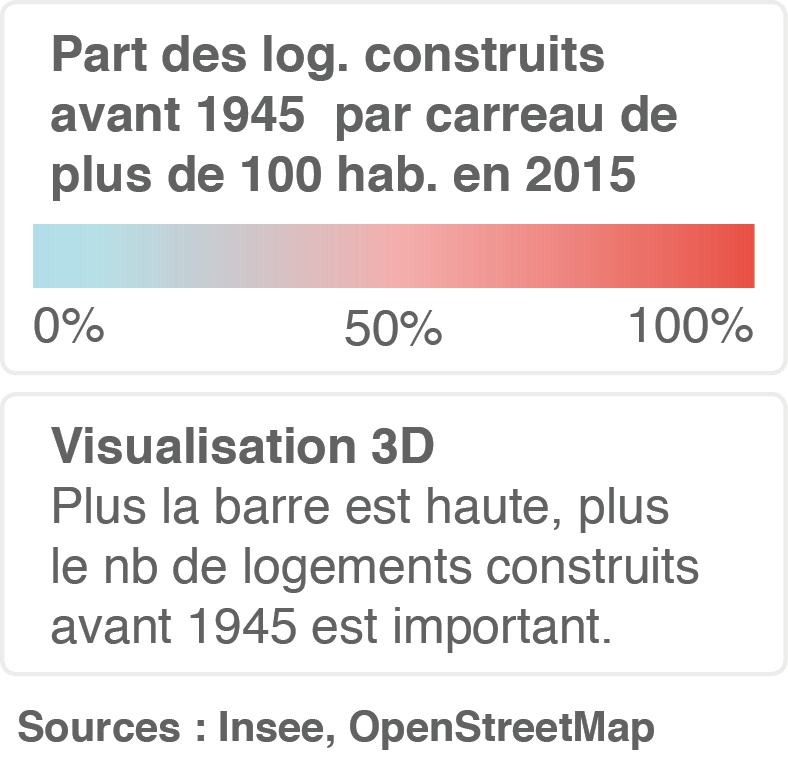 Part des log. construits
avant 1945  par carreau de
plus de 100 hab. en 2015
0% 50% 100%
Visualisation 3D
Plus la barre est haute, plus
le nb de logements construits
avant 1945 est important.
Sources : Insee, OpenStreetMap